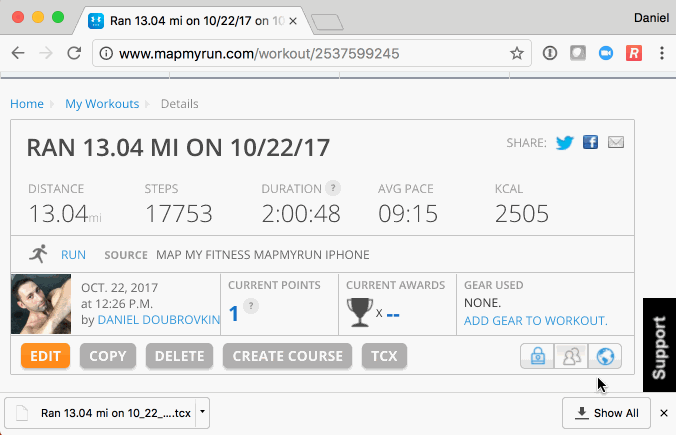 Ran 13.04 mi on 10/22/17 on 10
Daniel
www.mapmyrun.com/workout/2537599245
Home My Workouts Details
RAN 13.04 MI ON 10/22/17
SHARE:
DISTANCE STEPS DURATION ? AVG PACE KCAL
13.04mi 17753 2:00:48 09:15 2505
RUN SOURCE MAP MY FITNESS MAPMYRUN IPHONE
OCT. 22, 2017
at 12:26 P.M.
by DANIEL DOUBROVKIN
CURRENT POINTS
1 ?
CURRENT AWARDS
x --
GEAR USED
NONE.
ADD GEAR TO WORKOUT.
Support
EDIT COPY DELETE CREATE COURSE TCX
Ran 13.04 mi on 10_22_....tcx
Show All